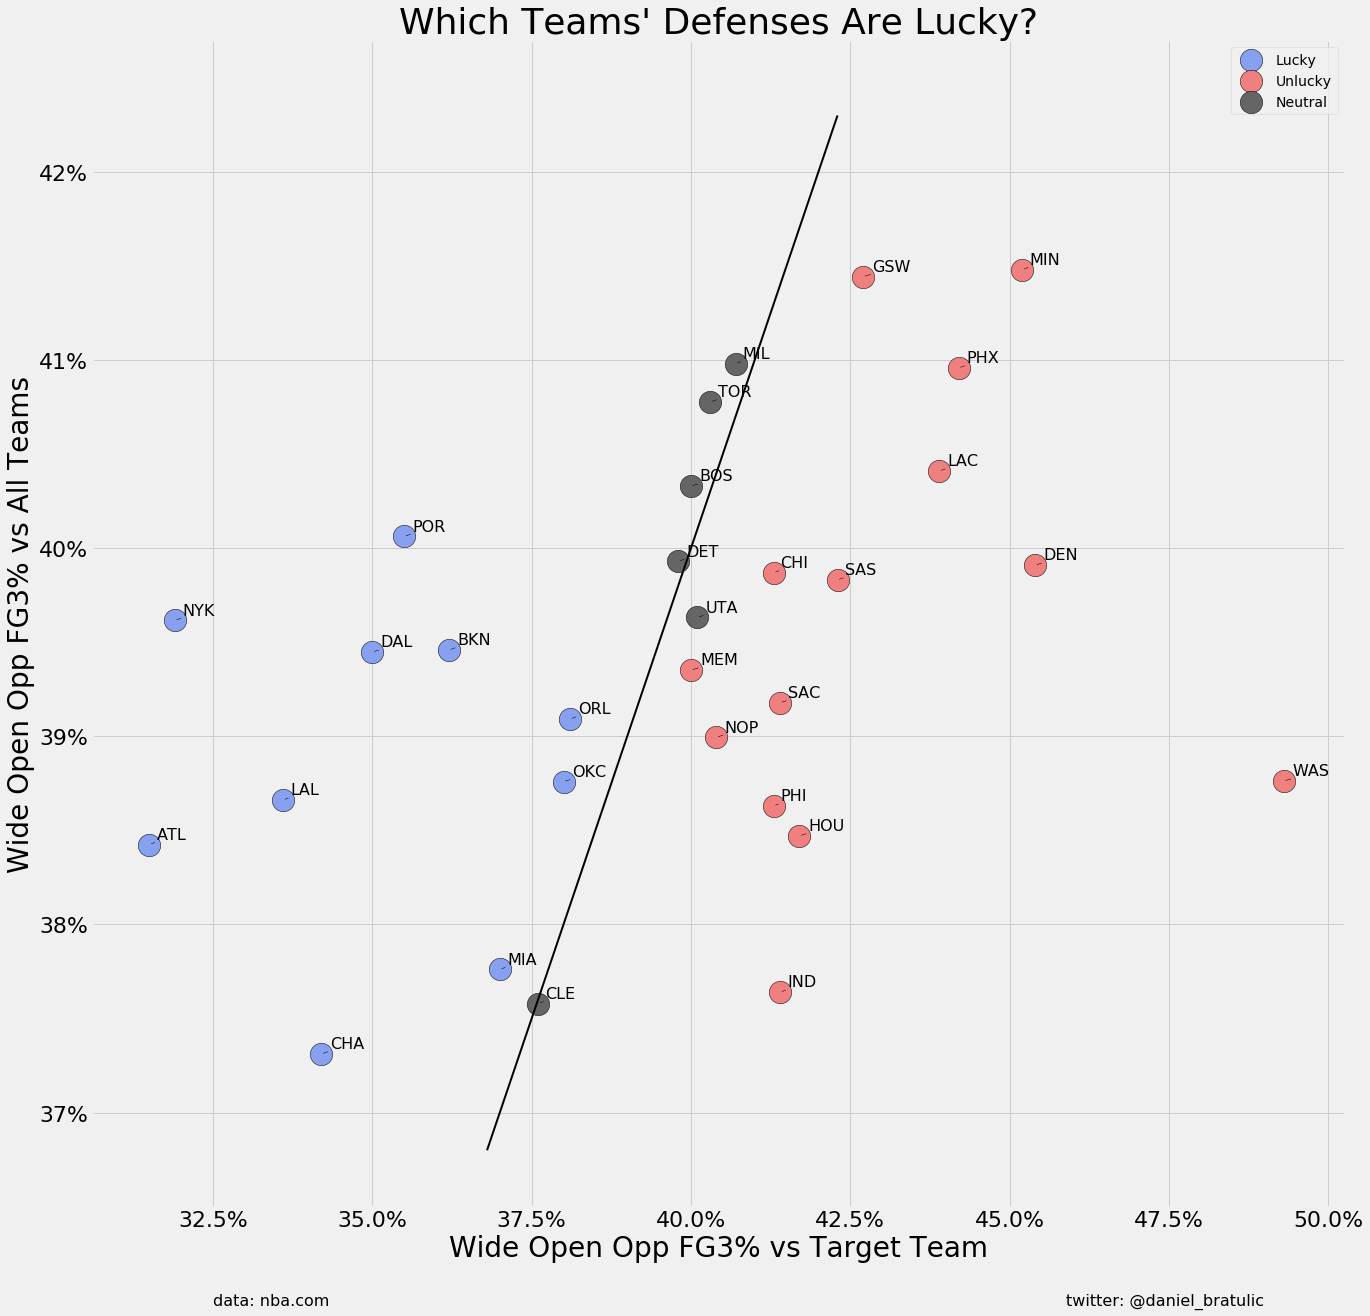 Which Teams' Defenses Are Lucky?
Lucky
Unlucky
Neutral
Wide Open Opp FG3% vs All Teams
42%
41%
40%
39%
38%
37%
GSW
MIN
MIL
PHX
TOR
LAC
BOS
POR
DET
CHI
SAS
DEN
NYK
UTA
DAL
BKN
MEM
ORL
SAC
NOP
OKC
WAS
LAL
PHI
ATL
HOU
MIA
IND
CLE
CHA
32.5% 35.0% 37.5% 40.0% 42.5% 45.0% 47.5% 50.0%
Wide Open Opp FG3% vs Target Team
data: nba.com
twitter: @daniel_bratulic